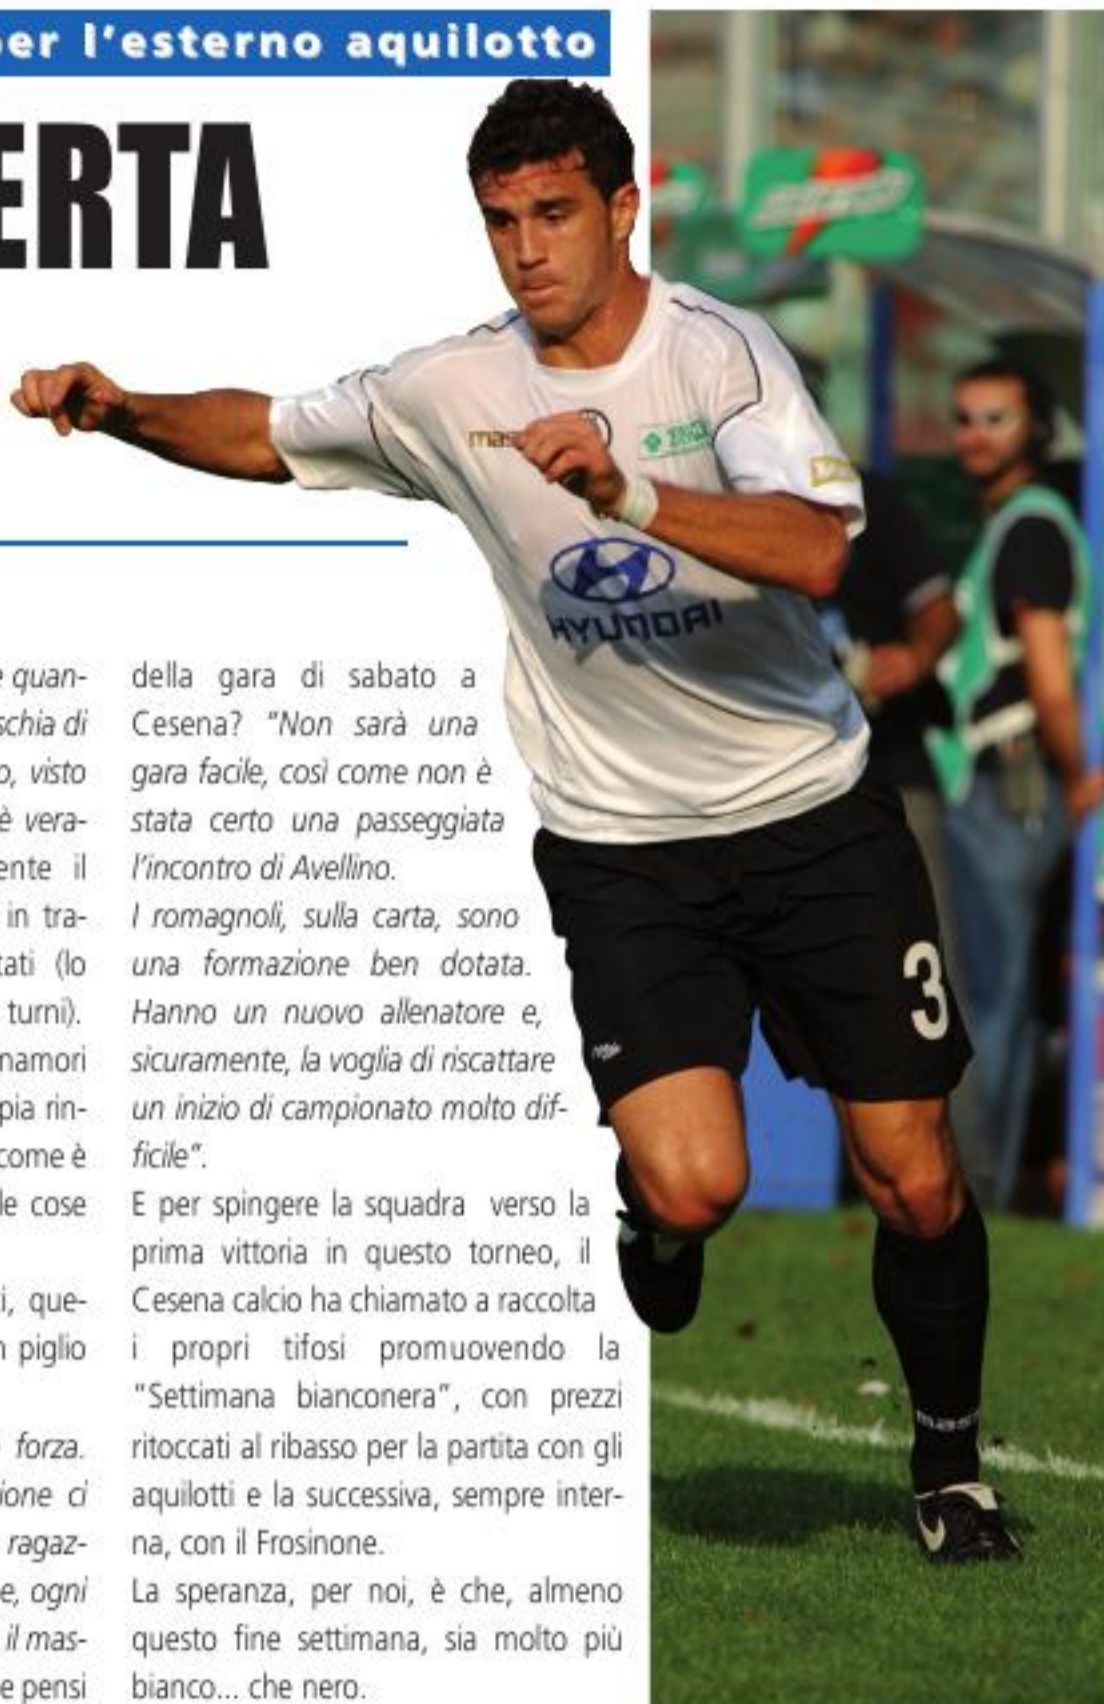 per l'esterno aquilotto
ERTA
e quan-
schia di
o, visto
è vera-
ente il
in tra-
tati (lo
turni).
namori
pia rin-
come è
le cose
i, que-
n piglio
forza.
ione ci
ragaz-
e, ogni
il mas-
e pensi
della gara di sabato a
Cesena? "Non sarà una
gara facile, così come non è
stata certo una passeggiata
l'incontro di Avellino.
I romagnoli, sulla carta, sono
una formazione ben dotata.
Hanno un nuovo allenatore e,
sicuramente, la voglia di riscattare
un inizio di campionato molto dif-
ficile".
E per spingere la squadra verso la
prima vittoria in questo torneo, il
Cesena calcio ha chiamato a raccolta
i propri tifosi promuovendo la
"Settimana bianconera", con prezzi
ritoccati al ribasso per la partita con gli
aquilotti e la successiva, sempre inter-
na, con il Frosinone.
La speranza, per noi, è che, almeno
questo fine settimana, sia molto più
bianco... che nero.
mas
HYUNDAI
3
mas